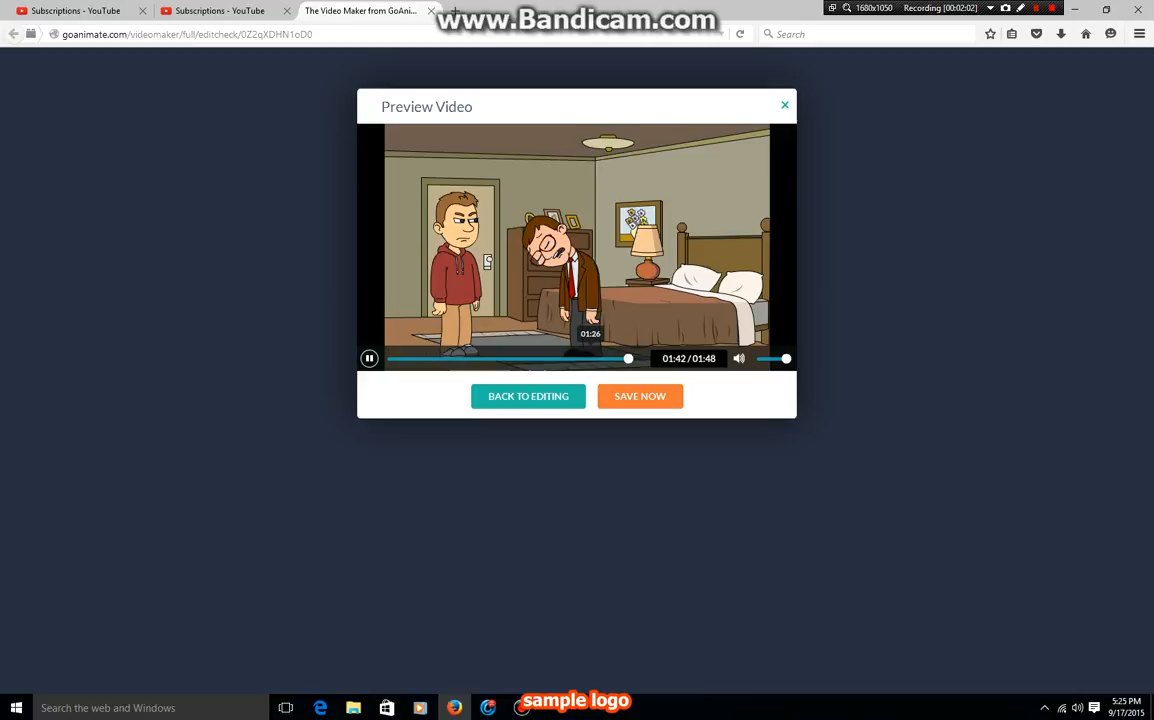 Subscriptions - YouTube
Subscriptions - YouTube
The Video Maker from GoAni...
www.Bandicam.com
1680x1050
Recording [00:02:02]
goanimate.com/videomaker/full/editcheck/0Z2qXDHN1oD0
Search
Preview Video
01:26
01:42 / 01:48
BACK TO EDITING
SAVE NOW
Search the web and Windows
sample logo
5:25 PM
9/17/2015